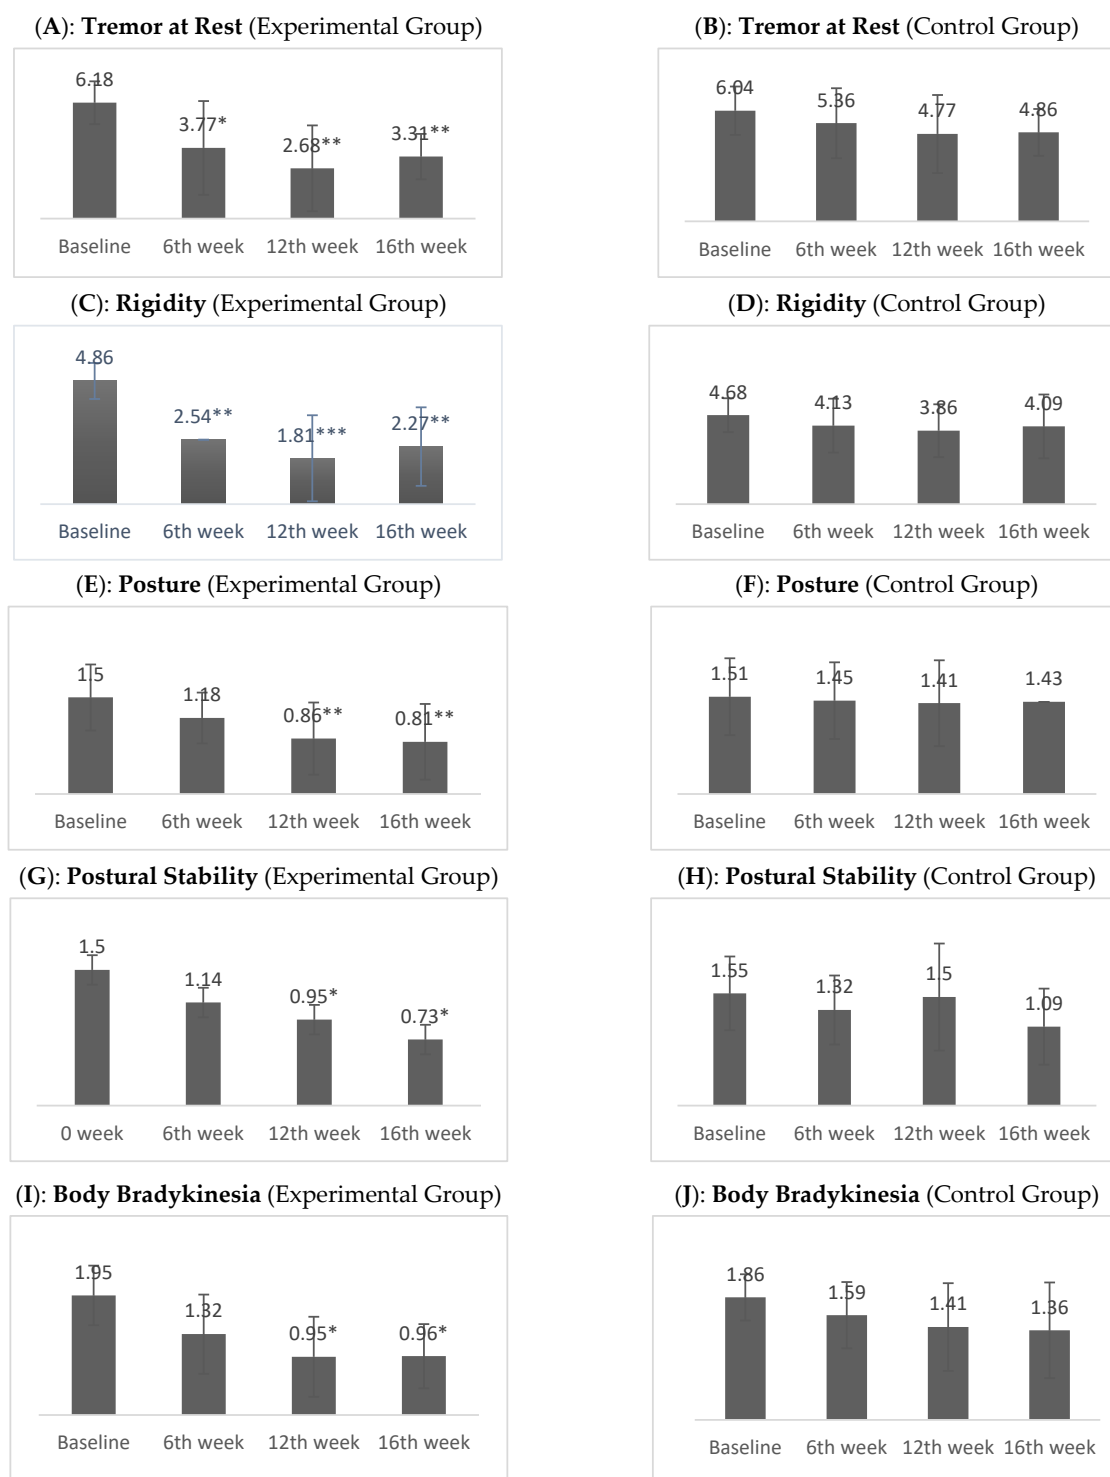 (A): Tremor at Rest (Experimental Group)
6.18
3.77*
2.68**
3.31**
Baseline 6th week 12th week 16th week
(B): Tremor at Rest (Control Group)
6.04
5.36
4.77
4.86
Baseline 6th week 12th week 16th week
(C): Rigidity (Experimental Group)
4.86
2.54**
1.81***
2.27**
Baseline 6th week 12th week 16th week
(D): Rigidity (Control Group)
4.68
4.13
3.86
4.09
Baseline 6th week 12th week 16th week
(E): Posture (Experimental Group)
1.5
1.18
0.86**
0.81**
Baseline 6th week 12th week 16th week
(F): Posture (Control Group)
1.51
1.45
1.41
1.43
Baseline 6th week 12th week 16th week
(G): Postural Stability (Experimental Group)
1.5
1.14
0.95*
0.73*
0 week 6th week 12th week 16th week
(H): Postural Stability (Control Group)
1.55
1.32
1.5
1.09
Baseline 6th week 12th week 16th week
(I): Body Bradykinesia (Experimental Group)
1.95
1.32
0.95*
0.96*
Baseline 6th week 12th week 16th week
(J): Body Bradykinesia (Control Group)
1.86
1.59
1.41
1.36
Baseline 6th week 12th week 16th week